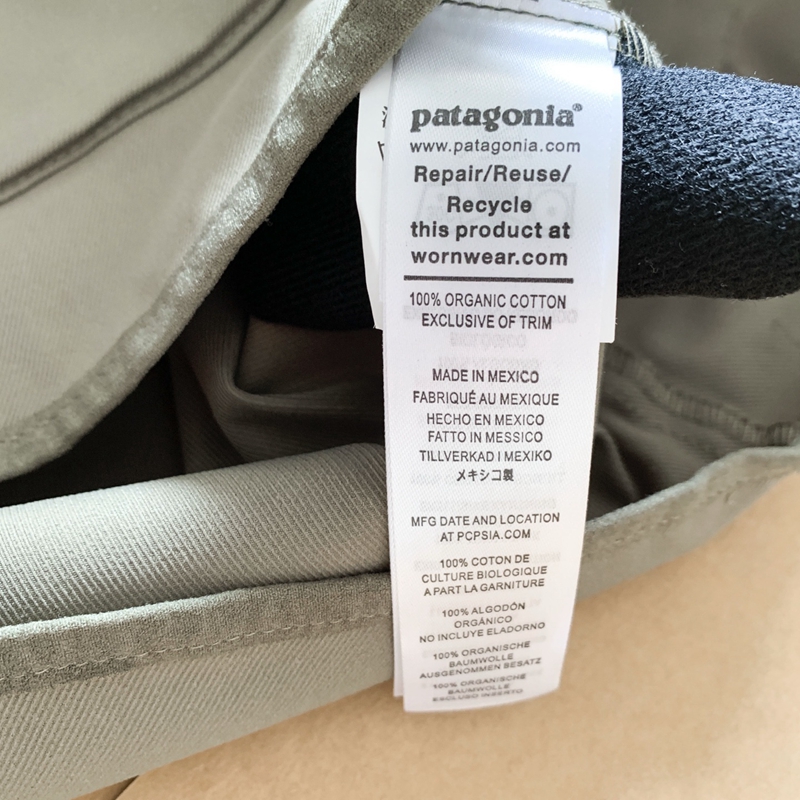 patagonia®
www.patagonia.com
Repair/Reuse/
Recycle
this product at
wornwear.com
100% ORGANIC COTTON
EXCLUSIVE OF TRIM
MADE IN MEXICO
FABRIQUÉ AU MEXIQUE
HECHO EN MEXICO
FATTO IN MESSICO
TILLVERKAD I MEXIKO
メキシコ製
MFG DATE AND LOCATION
AT PCPSIA.COM
100% COTON DE
CULTURE BIOLOGIQUE
A PART LA GARNITURE
100% ALGODÓN
ORGÁNICO
NO INCLUYE ELADORNO
100% ORGANISCHE
BAUMWOLLE
AUSGENOMMEN BESATZ
100% ORGANISCHE
BAUMWOLLE
EXCLUSO INSERTO